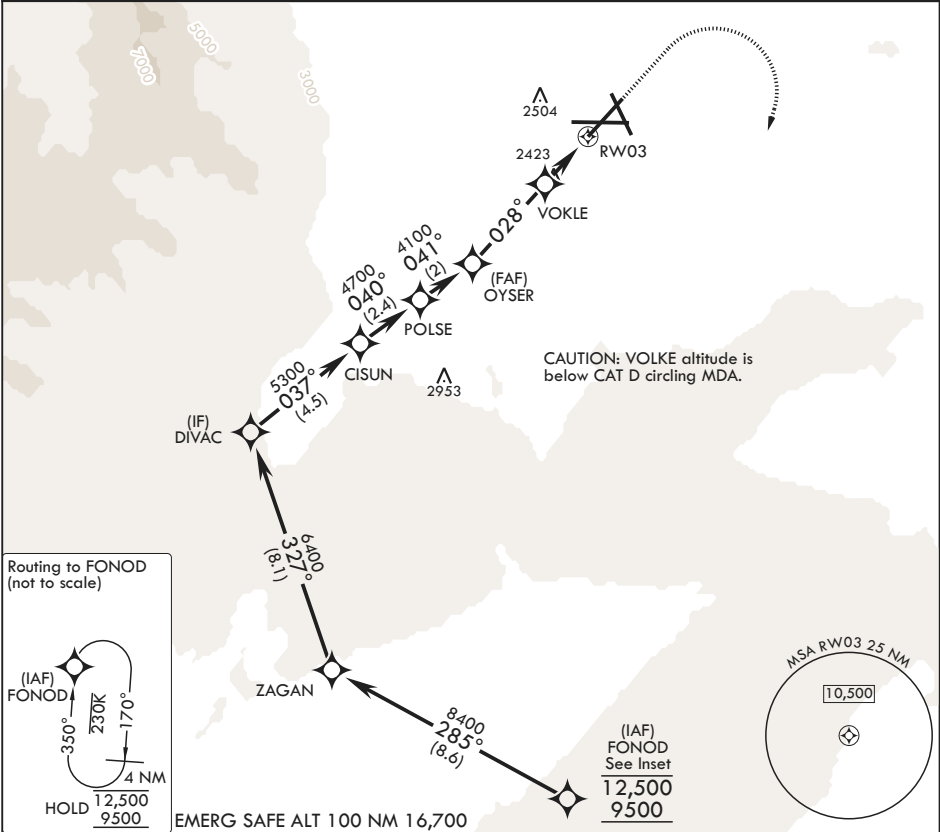 5000
7000
3000
2504
2423
RW03
VOKLE
028°
4100
041°
(2)
(FAF)
OYSER
4700
040°
(2.4)
POLSE
CAUTION: VOLKE altitude is
below CAT D circling MDA.
CISUN
2953
5300
037°
(4.5)
(IF)
DIVAC
6400
327°
(8.1)
Routing to FONOD
(not to scale)
(IAF)
FONOD
350°
230K
170°
4 NM
HOLD 12,500
9500
ZAGAN
8400
285°
(8.6)
(IAF)
FONOD
See Inset
12,500
9500
MSA RW03 25 NM
10,500
EMERG SAFE ALT 100 NM 16,700